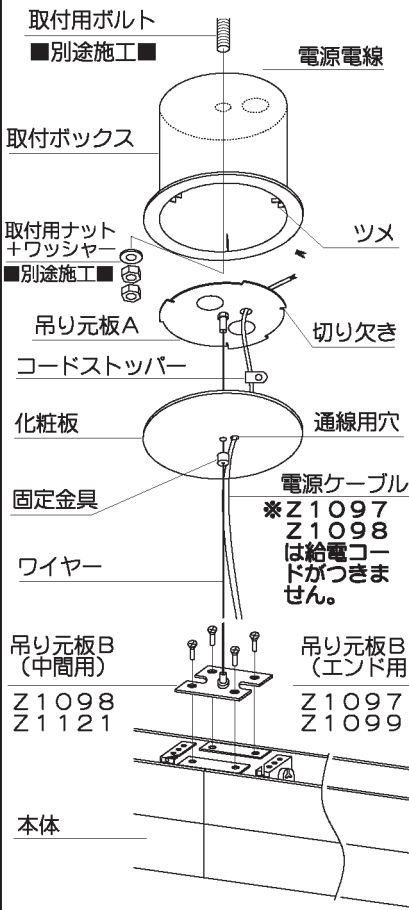 取付用ボルト
■別途施工■
電源電線
取付ボックス
取付用ナット
＋ワッシャー
■別途施工■
ツメ
吊り元板A
切り欠き
コードストッパー
化粧板
通線用穴
固定金具
電源ケーブル
※Z1097
Z1098
は給電コー
ドがつきま
せん。
ワイヤー
吊り元板B
（中間用）
Z1098
Z1121
吊り元板B
（エンド用
Z1097
Z1099
本体